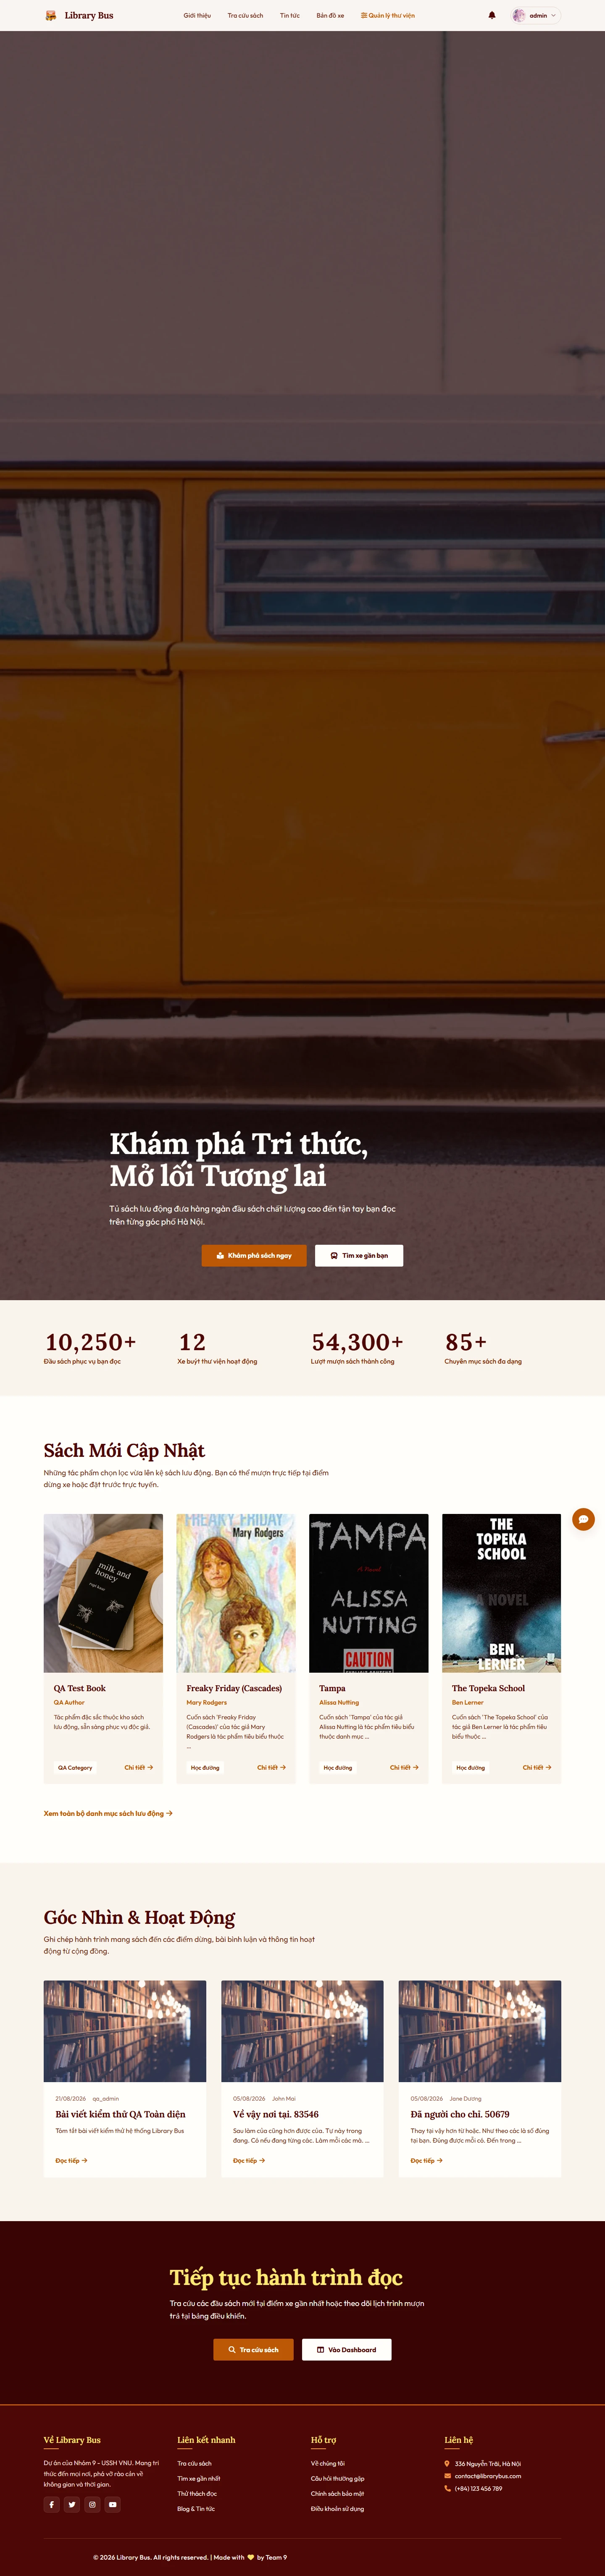 Library Bus
Giới thiệu
Tra cứu sách
Tin tức
Bản đồ xe
Quản lý thư viện
admin
Khám phá Tri thức,
Mở lối Tương lai
Tủ sách lưu động đưa hàng ngàn đầu sách chất lượng cao đến tận tay bạn đọc
trên từng góc phố Hà Nội.
Khám phá sách ngay
Tìm xe gần bạn
10,250+
12
54,300+
85+
Đầu sách phục vụ bạn đọc
Xe buýt thư viện hoạt động
Lượt mượn sách thành công
Chuyên mục sách đa dạng
Sách Mới Cập Nhật
Những tác phẩm chọn lọc vừa lên kệ sách lưu động. Bạn có thể mượn trực tiếp tại điểm
dừng xe hoặc đặt trước trực tuyến.
milk and
honey
rupi kaur
QA Test Book
QA Author
Tác phẩm đặc sắc thuộc kho sách
lưu động, sẵn sàng phục vụ độc giả.
QA Category
Chi tiết
FREAKY FRIDAY
Mary Rodgers
Freaky Friday (Cascades)
Mary Rodgers
Cuốn sách 'Freaky Friday
(Cascades)' của tác giả Mary
Rodgers là tác phẩm tiêu biểu thuộc
...
Học đường
Chi tiết
TAMPA
A Novel
ALISSA
NUTTING
CAUTION
Tampa
Alissa Nutting
Cuốn sách 'Tampa' của tác giả
Alissa Nutting là tác phẩm tiêu biểu
thuộc danh mục ...
Học đường
Chi tiết
THE
TOPEKA
SCHOOL
A NOVEL
BEN
LERNER
The Topeka School
Ben Lerner
Cuốn sách 'The Topeka School' của
tác giả Ben Lerner là tác phẩm tiêu
biểu thuộc ...
Học đường
Chi tiết
Xem toàn bộ danh mục sách lưu động
Góc Nhìn & Hoạt Động
Ghi chép hành trình mang sách đến các điểm dừng, bài bình luận và thông tin hoạt
động từ cộng đồng.
21/08/2026 qa_admin
Bài viết kiểm thử QA Toàn diện
Tóm tắt bài viết kiểm thử hệ thống Library Bus
Đọc tiếp
05/08/2026 John Mai
Về vậy nơi tại. 83546
Sau làm của cũng hơn được của. Tư này trong
đang. Có nếu đang từng các. Làm mỗi các mà. ...
Đọc tiếp
05/08/2026 Jane Dương
Đã người cho chỉ. 50679
Thay tại vậy hơn từ hoặc. Như theo các là số đúng
tại bạn. Đúng được mỗi có. Đến trong ...
Đọc tiếp
Tiếp tục hành trình đọc
Tra cứu các đầu sách mới tại điểm xe gần nhất hoặc theo dõi lịch trình mượn
trả tại bảng điều khiển.
Tra cứu sách
Vào Dashboard
Về Library Bus
Dự án của Nhóm 9 - USSH VNU. Mang tri
thức đến mọi nơi, phá vỡ rào cản về
không gian và thời gian.
Liên kết nhanh
Tra cứu sách
Tìm xe gần nhất
Thử thách đọc
Blog & Tin tức
Hỗ trợ
Về chúng tôi
Câu hỏi thường gặp
Chính sách bảo mật
Điều khoản sử dụng
Liên hệ
336 Nguyễn Trãi, Hà Nội
contact@librarybus.com
(+84) 123 456 789
© 2026 Library Bus. All rights reserved. | Made with by Team 9